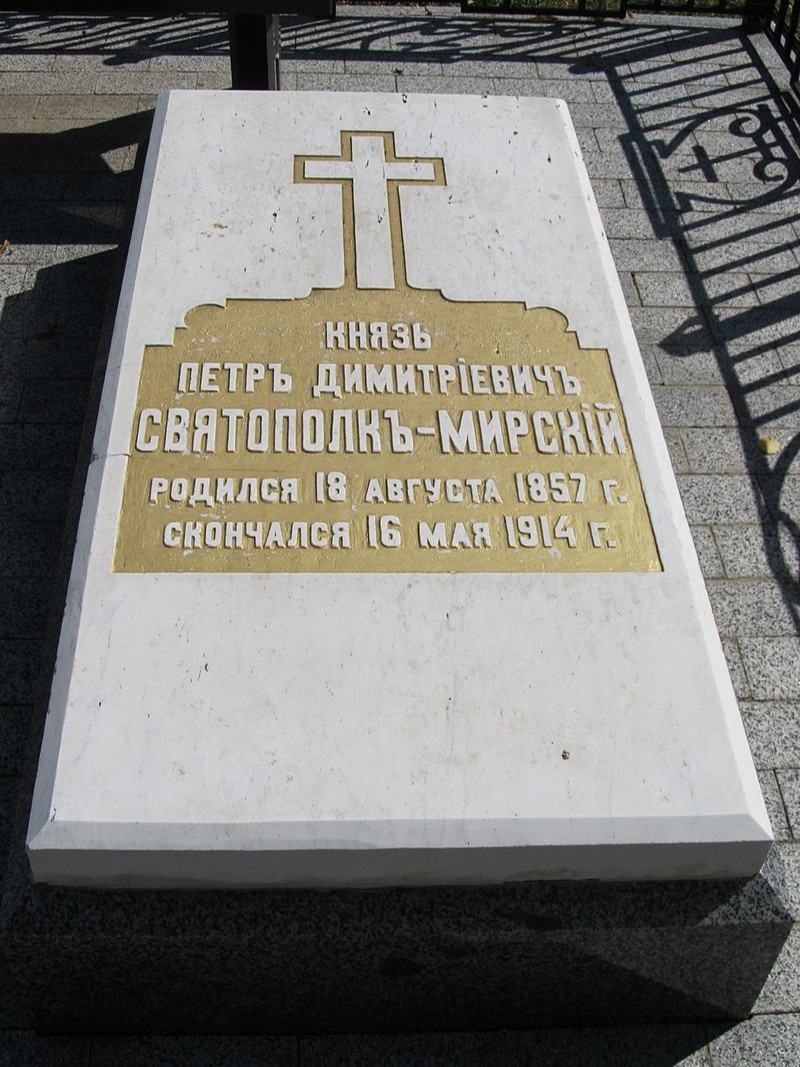 КНЯЗЬ
ПЕТРЪ ДИМИТРІЕВИЧЪ
СВЯТОПОЛКЪ-МИРСКІЙ
РОДИЛСЯ 18 АВГУСТА 1857 Г.
СКОНЧАЛСЯ 16 МАЯ 1914 Г.